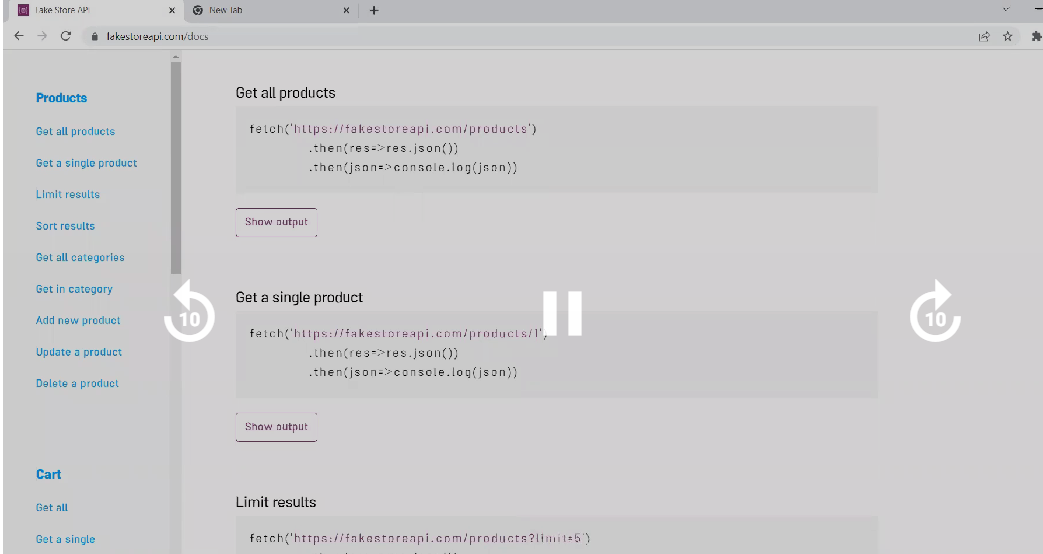 Fake Store API
New Tab
fakestoreapi.com/docs
Products
Get all products
Get a single product
Limit results
Sort results
Get all categories
Get in category
Add new product
Update a product
Delete a product
Cart
Get all
Get a single
Get all products
fetch('https://fakestoreapi.com/products')
.then(res=>res.json())
.then(json=>console.log(json))
Show output
Get a single product
fetch('https://fakestoreapi.com/products/1')
.then(res=>res.json())
.then(json=>console.log(json))
Show output
Limit results
fetch('https://fakestoreapi.com/products?limit=5')
10
10